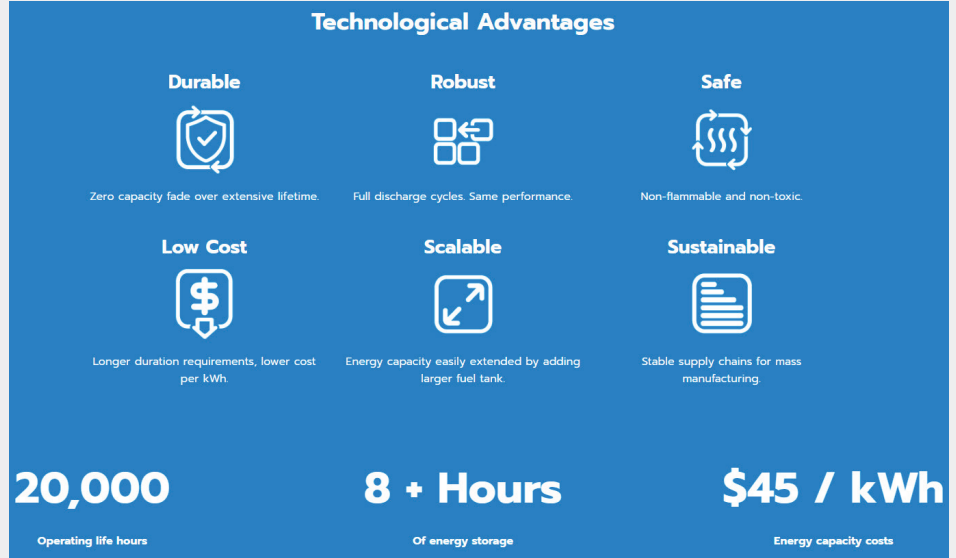 Technological Advantages
Durable
Zero capacity fade over extensive lifetime.
Robust
Full discharge cycles. Same performance.
Safe
Non-flammable and non-toxic.
Low Cost
$
Longer duration requirements, lower cost
per kWh.
Scalable
Energy capacity easily extended by adding
larger fuel tank.
Sustainable
Stable supply chains for mass
manufacturing.
20,000
Operating life hours
8 + Hours
Of energy storage
$45 / kWh
Energy capacity costs